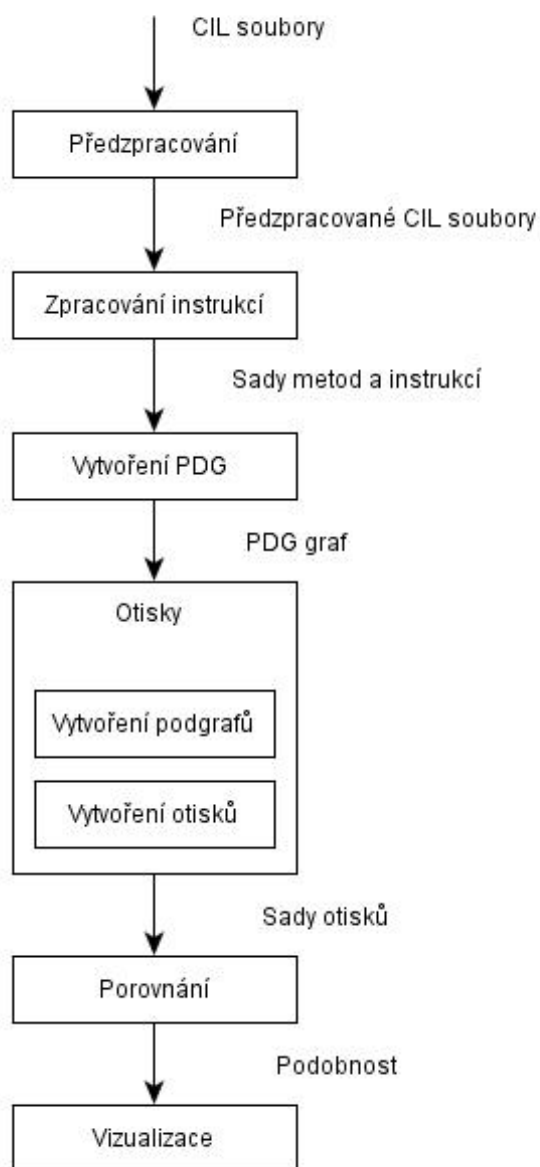 CIL soubory
Předzpracování
Předzpracované CIL soubory
Zpracování instrukcí
Sady metod a instrukcí
Vytvoření PDG
PDG graf
Otisky
Vytvoření podgrafů
Vytvoření otisků
Sady otisků
Porovnání
Podobnost
Vizualizace